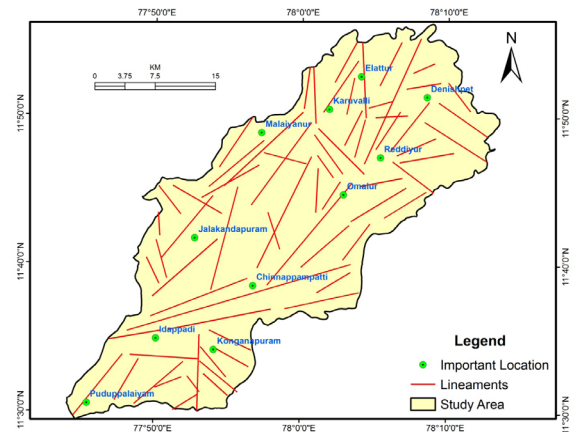 77°50'0"E 78°0'0"E 78°10'0"E
KM
0 3.75 7.5 15
N
11°50'0"N 11°50'0"N
Elattur
Denishpet
Karuvalli
Malaiyanur
Reddiyur
Omalur
Jalakandapuram
11°40'0"N 11°40'0"N
Chinnappampatti
Idappadi
Konganapuram
Puduppalaiyam
Legend
Important Location
Lineaments
Study Area
11°30'0"N 11°30'0"N
77°50'0"E 78°0'0"E 78°10'0"E